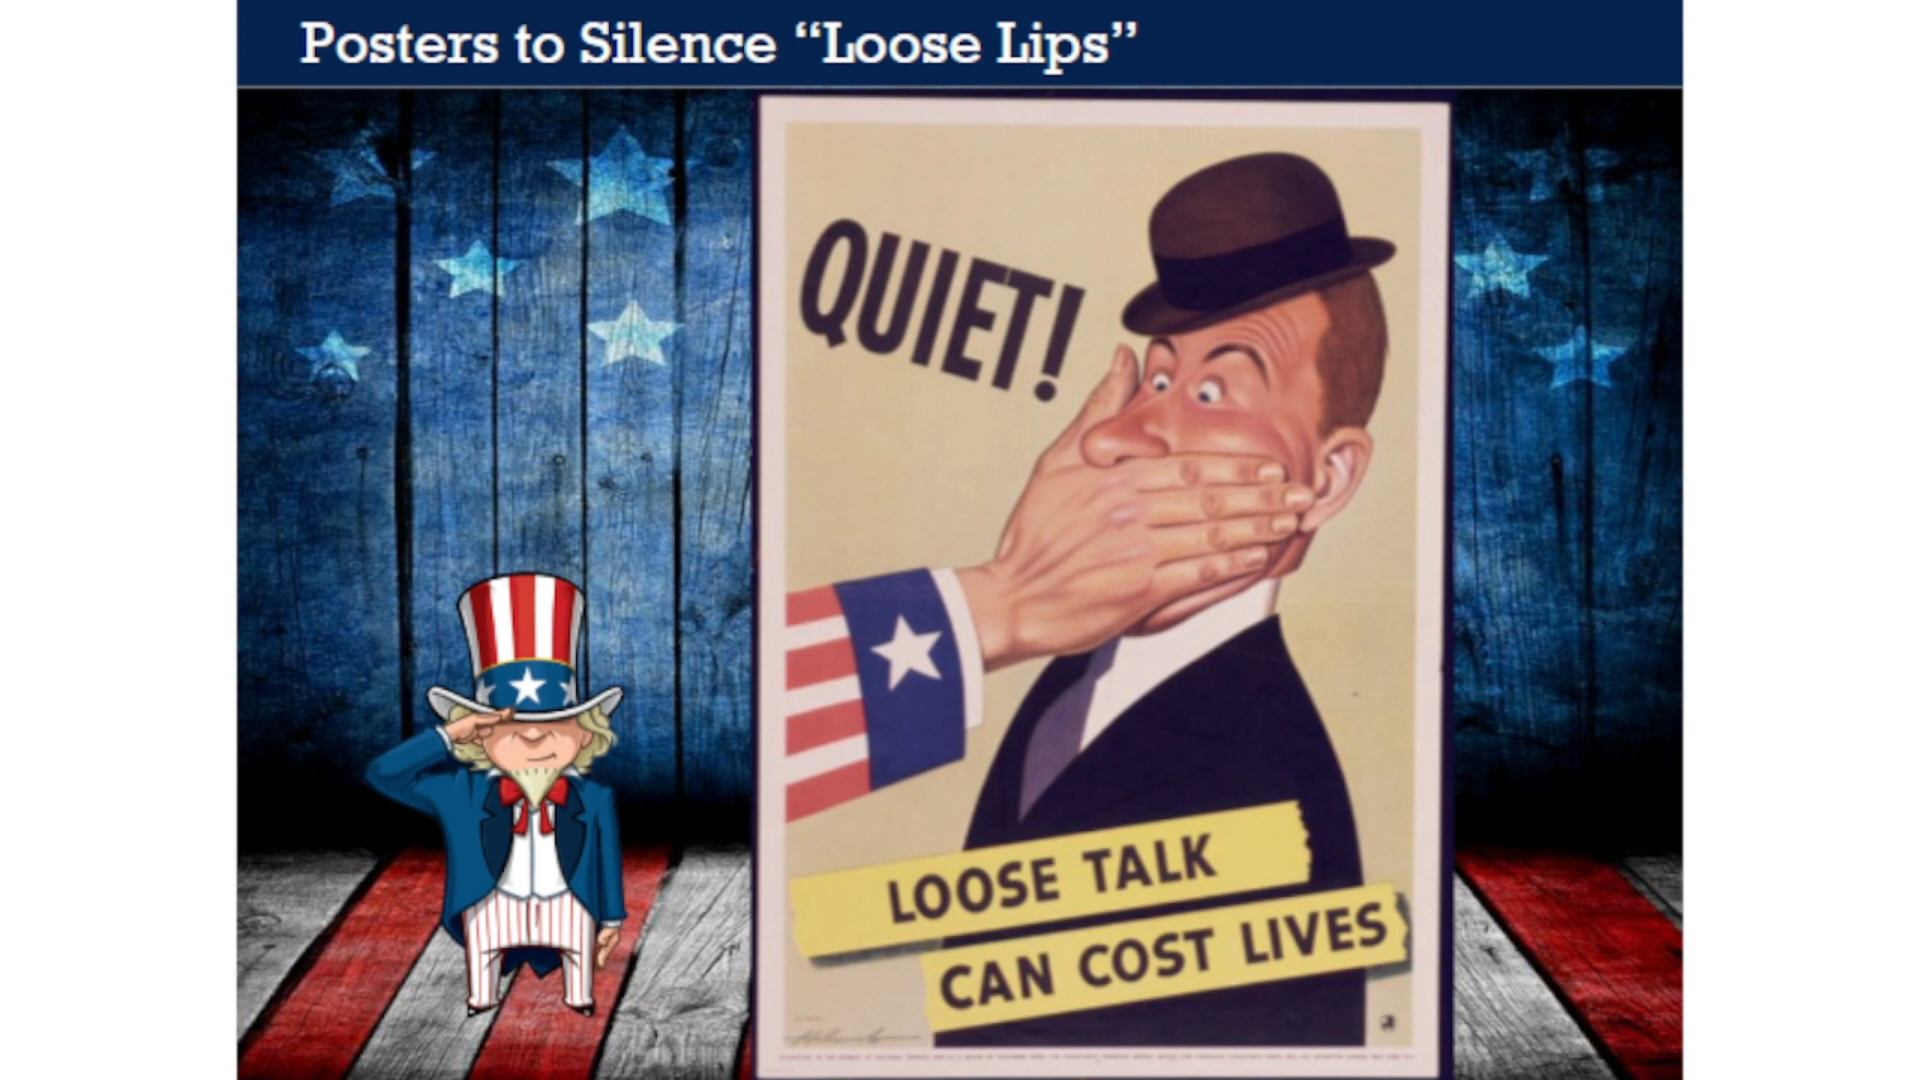 Posters to Silence “Loose Lips”
QUIET!
LOOSE TALK
CAN COST LIVES